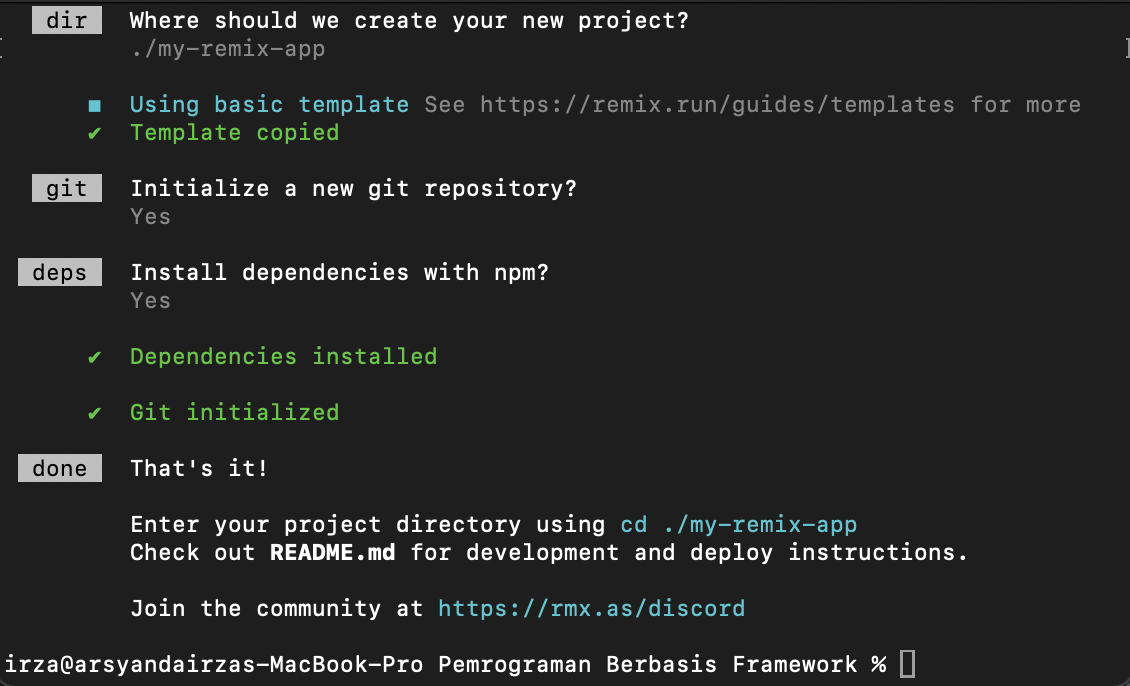 dir Where should we create your new project?
./my-remix-app
Using basic template See https://remix.run/guides/templates for more
✔ Template copied
git Initialize a new git repository?
Yes
deps Install dependencies with npm?
Yes
✔ Dependencies installed
✔ Git initialized
done That's it!
Enter your project directory using cd ./my-remix-app
Check out README.md for development and deploy instructions.
Join the community at https://rmx.as/discord
irza@arsyandairzas-MacBook-Pro Pemrograman Berbasis Framework %